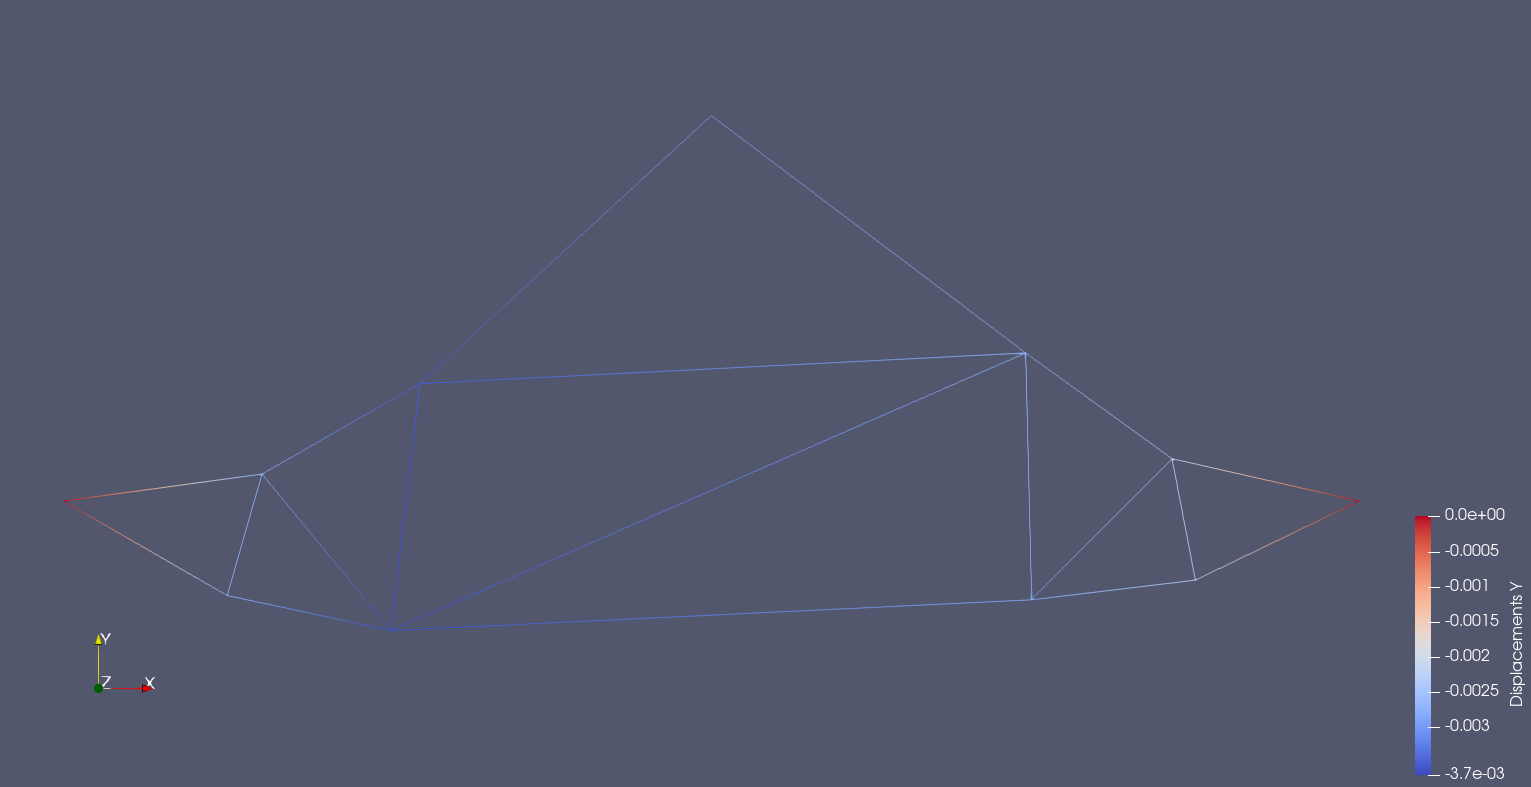 0.0e+00
-0.0005
-0.001
-0.0015
-0.002
-0.0025
-0.003
-3.7e-03
Displacements Y
Y
Z
X